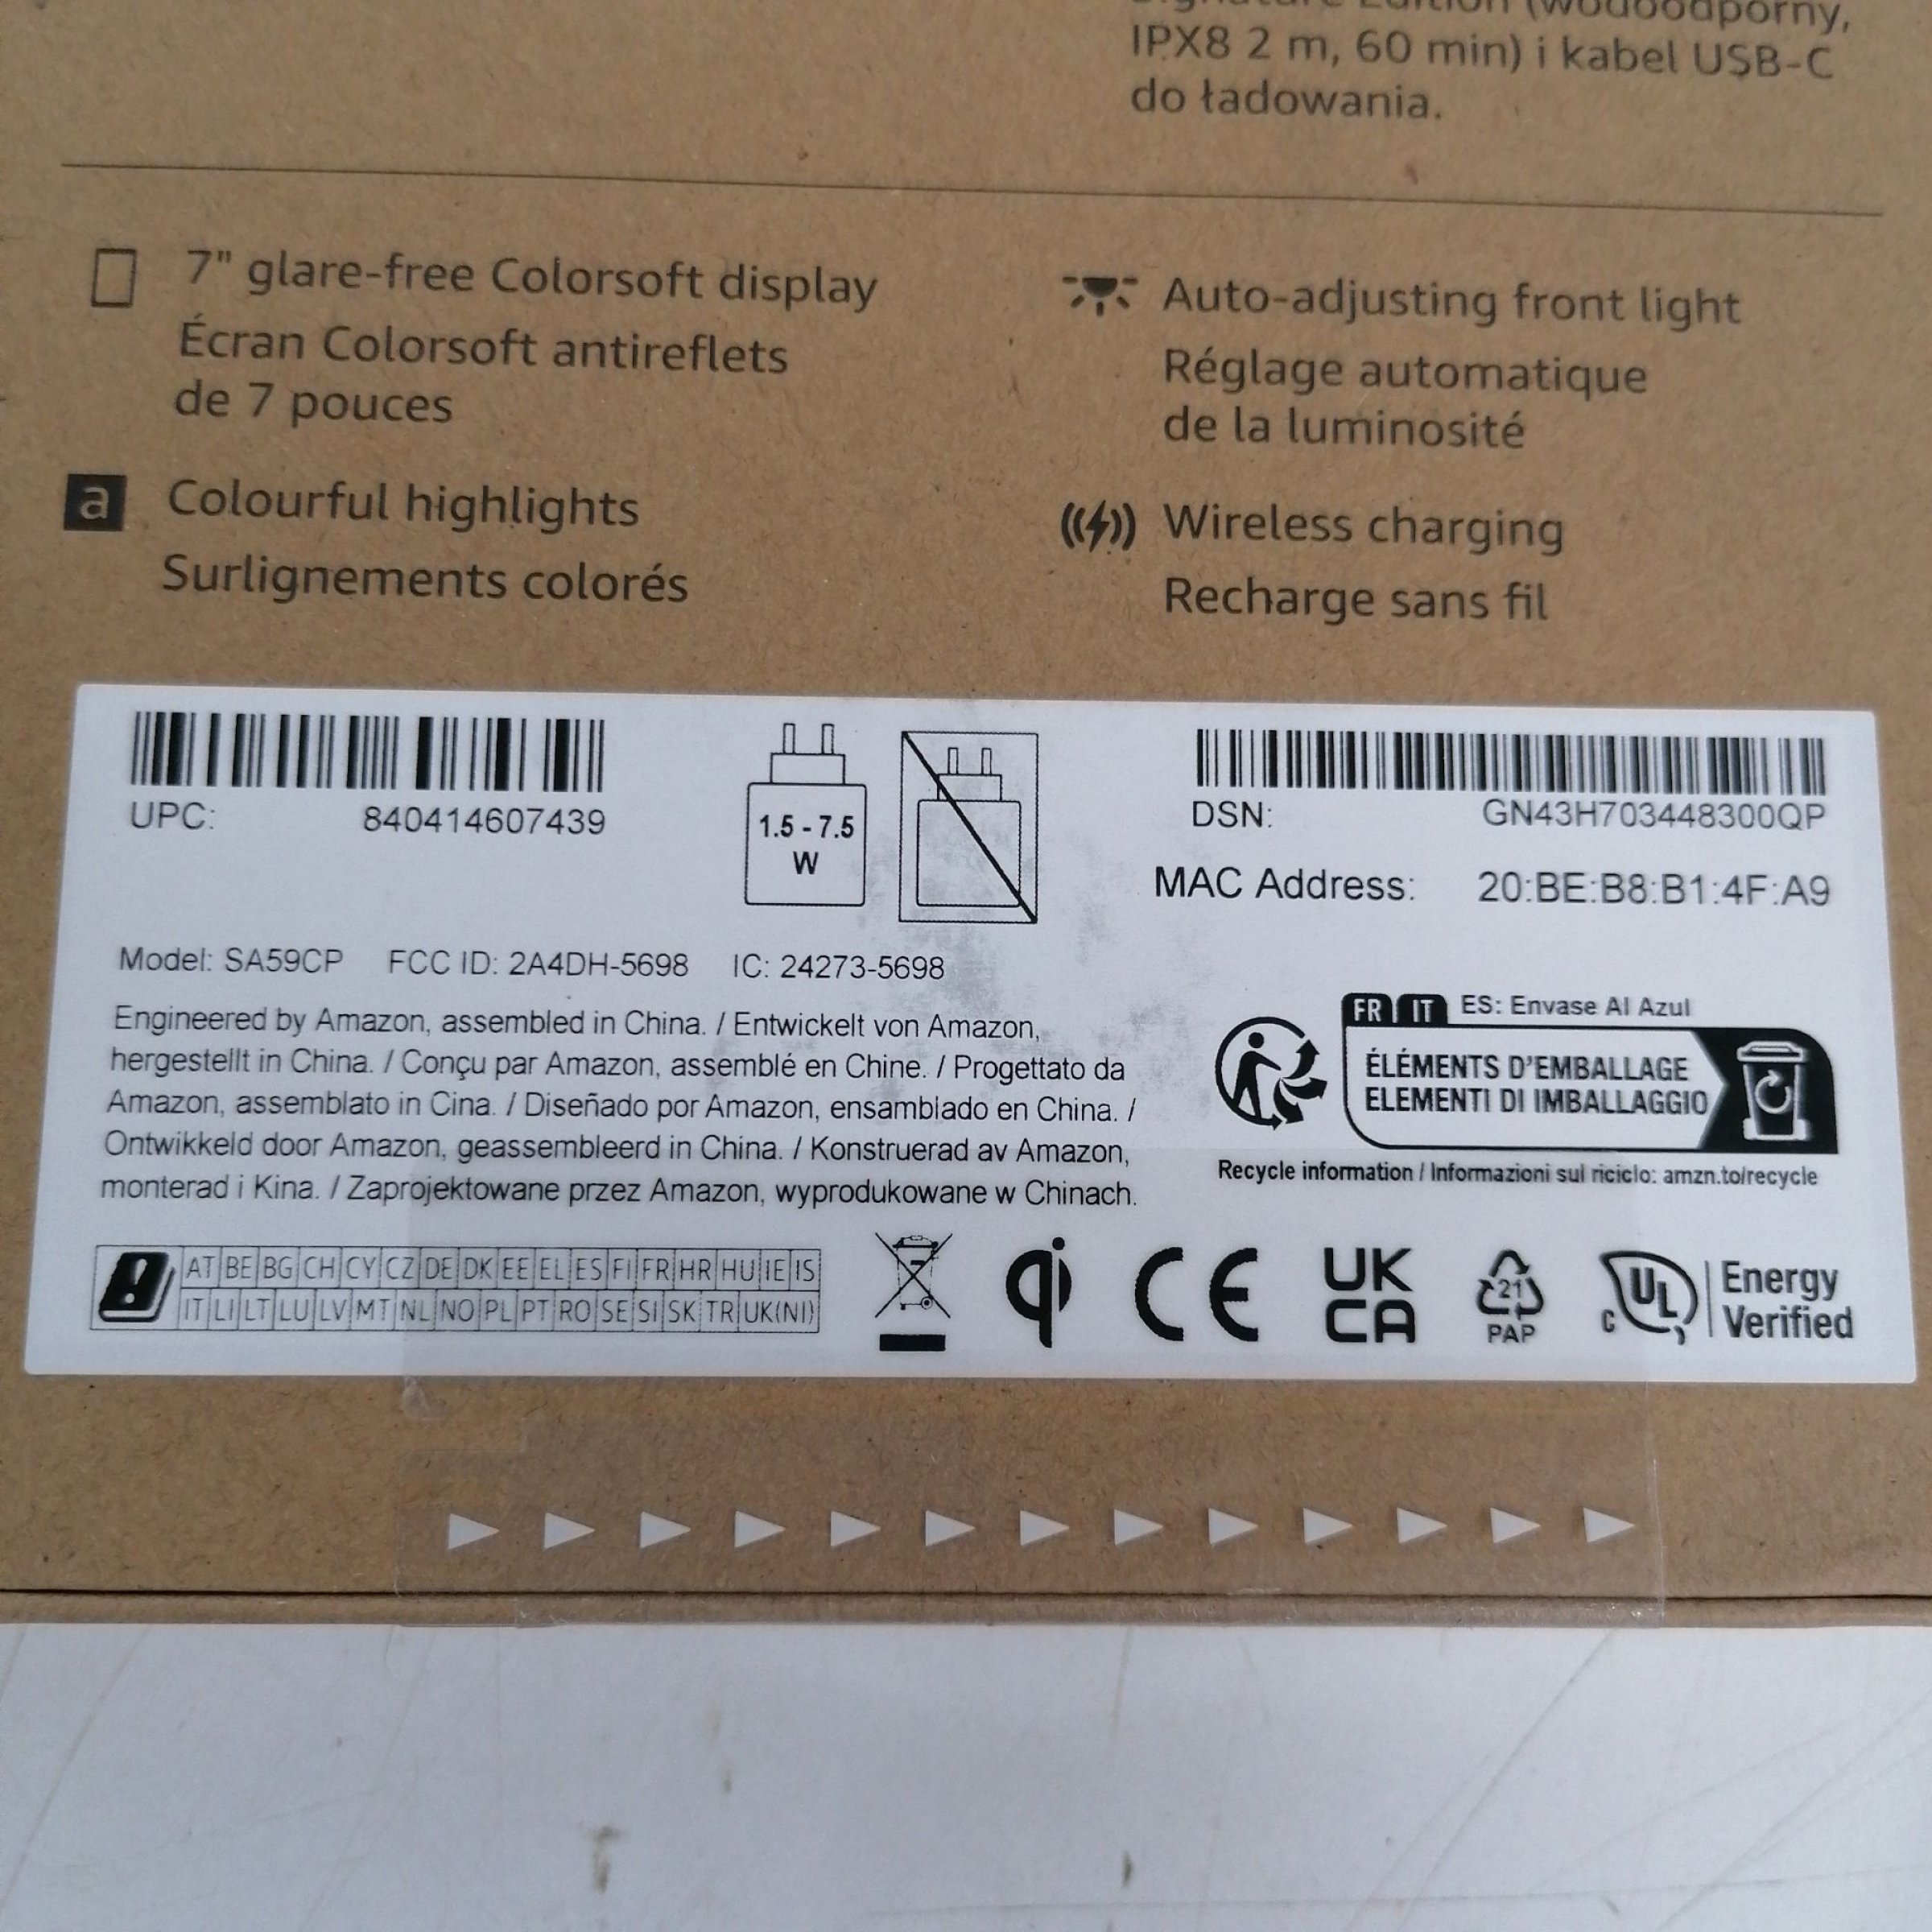 Signature Edition (wodoodporny,
IPX8 2 m, 60 min) i kabel USB-C
do ładowania.
7" glare-free Colorsoft display
Écran Colorsoft antireflets
de 7 pouces
a Colourful highlights
Surlignements colorés
Auto-adjusting front light
Réglage automatique
de la luminosité
Wireless charging
Recharge sans fil
UPC: 840414607439
1.5 - 7.5
W
DSN: GN43H703448300QP
MAC Address: 20:BE:B8:B1:4F:A9
Model: SA59CP FCC ID: 2A4DH-5698 IC: 24273-5698
Engineered by Amazon, assembled in China. / Entwickelt von Amazon,
hergestellt in China. / Conçu par Amazon, assemblé en Chine. / Progettato da
Amazon, assemblato in Cina. / Diseñado por Amazon, ensamblado en China. /
Ontwikkeld door Amazon, geassembleerd in China. / Konstruerad av Amazon,
monterad i Kina. / Zaprojektowane przez Amazon, wyprodukowane w Chinach.
FR IT ES: Envase Al Azul
ÉLÉMENTS D'EMBALLAGE
ELEMENTI DI IMBALLAGGIO
Recycle information / Informazioni sul riciclo: amzn.to/recycle
! AT BE BG CH CY CZ DE DK EE EL ES FI FR HR HU IE IS
IT LI LT LU LV MT NL NO PL PT RO SE SI SK TR UK(NI)
qi
CE
UK
CA
21
PAP
c UL Energy
Verified